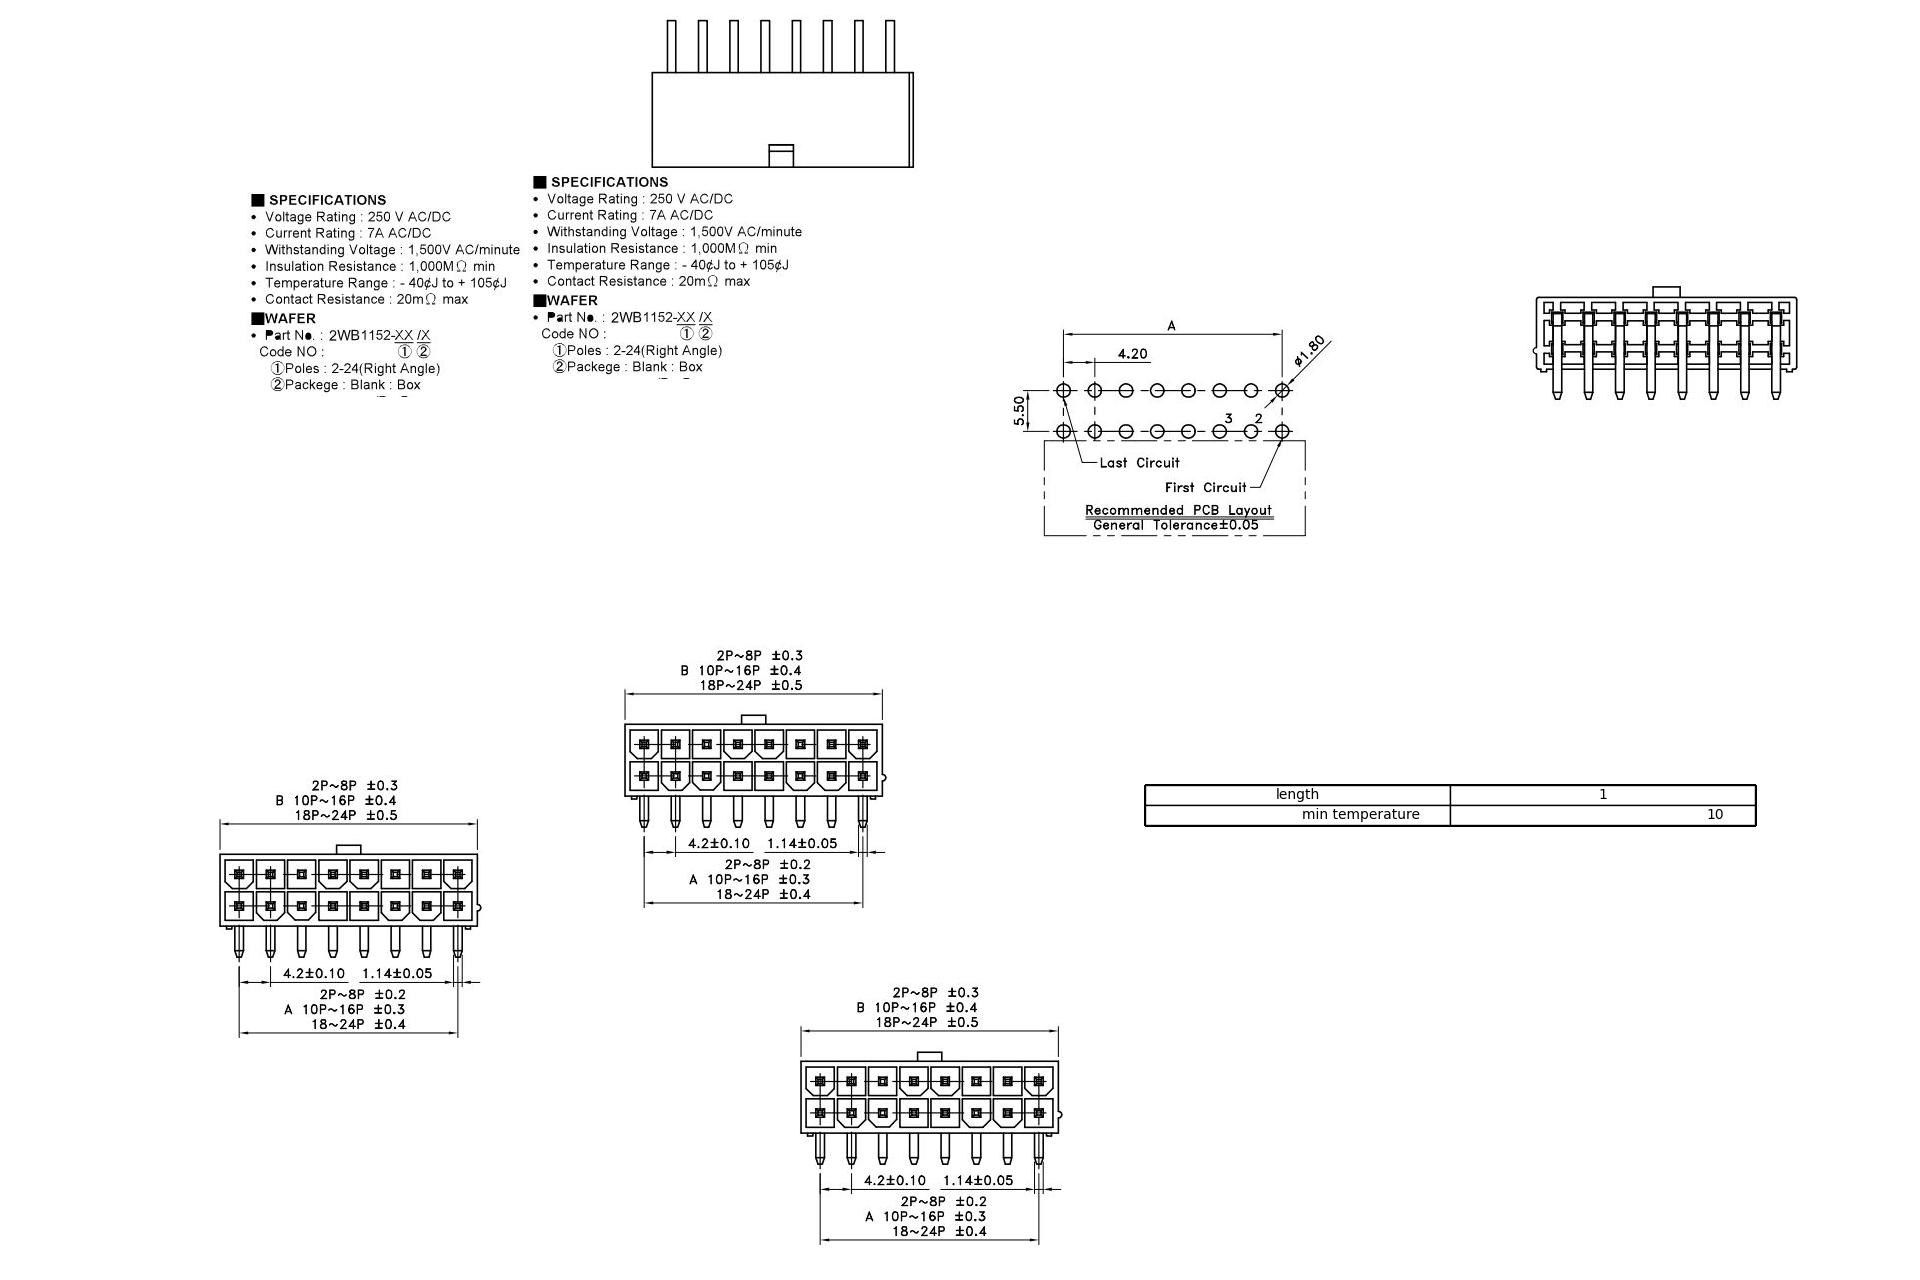 ■ SPECIFICATIONS
• Voltage Rating : 250 V AC/DC
• Current Rating : 7A AC/DC
• Withstanding Voltage : 1,500V AC/minute
• Insulation Resistance : 1,000MΩ min
• Temperature Range : - 40¢J to + 105¢J
• Contact Resistance : 20mΩ max
■WAFER
• Part No. : 2WB1152-XX /X
Code NO : ① ②
①Poles : 2-24(Right Angle)
②Packege : Blank : Box
■ SPECIFICATIONS
• Voltage Rating : 250 V AC/DC
• Current Rating : 7A AC/DC
• Withstanding Voltage : 1,500V AC/minute
• Insulation Resistance : 1,000MΩ min
• Temperature Range : - 40¢J to + 105¢J
• Contact Resistance : 20mΩ max
■WAFER
• Part No. : 2WB1152-XX /X
Code NO : ① ②
①Poles : 2-24(Right Angle)
②Packege : Blank : Box
A
4.20
ø1.80
5.50
3 2
Last Circuit
First Circuit
Recommended PCB Layout
General Tolerance±0.05
2P~8P ±0.3
B 10P~16P ±0.4
18P~24P ±0.5
4.2±0.10 1.14±0.05
2P~8P ±0.2
A 10P~16P ±0.3
18~24P ±0.4
2P~8P ±0.3
B 10P~16P ±0.4
18P~24P ±0.5
4.2±0.10 1.14±0.05
2P~8P ±0.2
A 10P~16P ±0.3
18~24P ±0.4
length 1
min temperature 10
2P~8P ±0.3
B 10P~16P ±0.4
18P~24P ±0.5
4.2±0.10 1.14±0.05
2P~8P ±0.2
A 10P~16P ±0.3
18~24P ±0.4